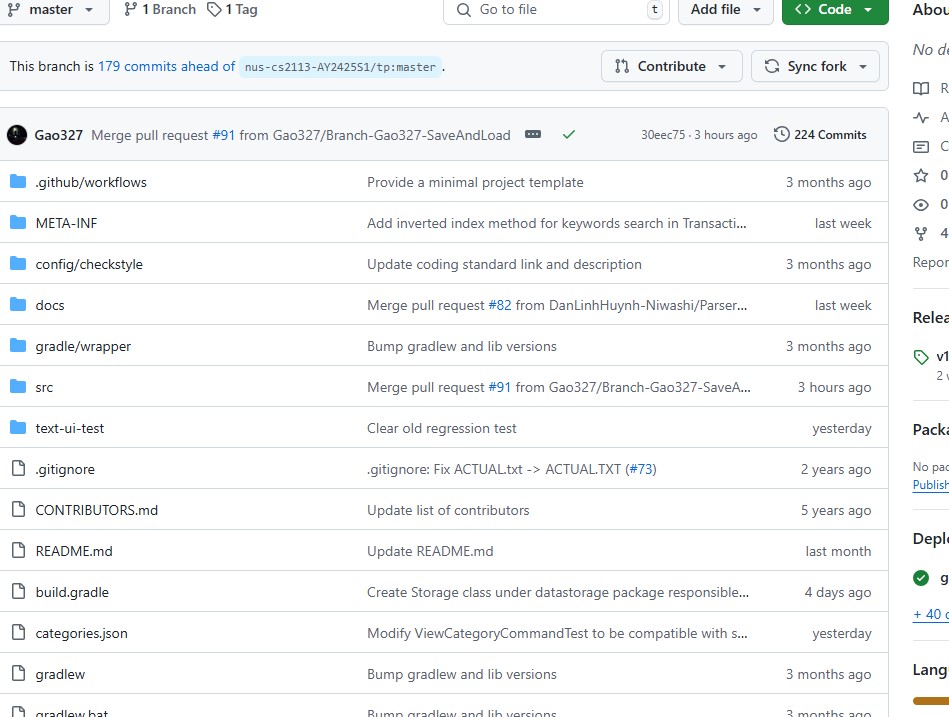 master 1 Branch 1 Tag Go to file t Add file Code
This branch is 179 commits ahead of nus-cs2113-AY2425S1/tp:master . Contribute Sync fork
Gao327 Merge pull request #91 from Gao327/Branch-Gao327-SaveAndLoad 30eec75 · 3 hours ago 224 Commits
.github/workflows Provide a minimal project template 3 months ago
META-INF Add inverted index method for keywords search in Transacti... last week
config/checkstyle Update coding standard link and description 3 months ago
docs Merge pull request #82 from DanLinhHuynh-Niwashi/Parser... last week
gradle/wrapper Bump gradlew and lib versions 3 months ago
src Merge pull request #91 from Gao327/Branch-Gao327-SaveA... 3 hours ago
text-ui-test Clear old regression test yesterday
.gitignore .gitignore: Fix ACTUAL.txt -> ACTUAL.TXT (#73) 2 years ago
CONTRIBUTORS.md Update list of contributors 5 years ago
README.md Update README.md last month
build.gradle Create Storage class under datastorage package responsible... 4 days ago
categories.json Modify ViewCategoryCommandTest to be compatible with s... yesterday
gradlew Bump gradlew and lib versions 3 months ago
gradlew.bat Bump gradlew and lib versions 3 months ago
Abou
No de
R
A
C
0
0
4
Repor
Relea
v1
2 w
Packa
No pac
Publish
Deplo
g
+ 40 d
Lang